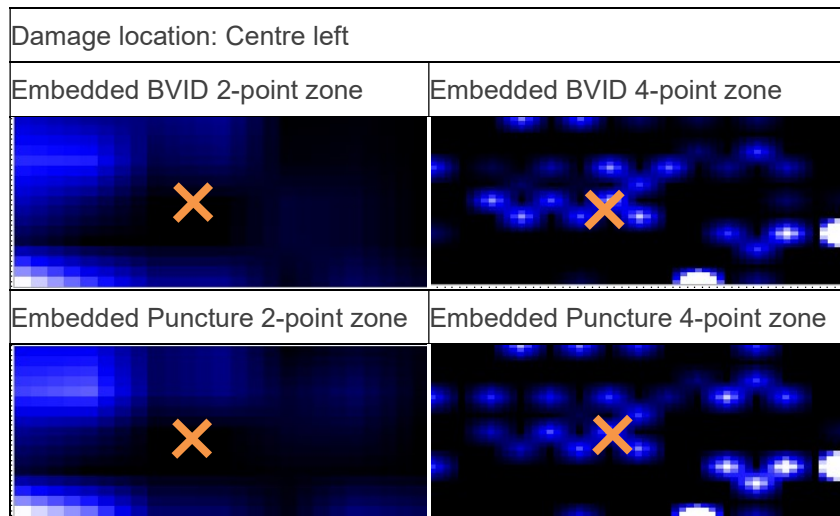 Damage location: Centre left
Embedded BVID 2-point zone
Embedded BVID 4-point zone
Embedded Puncture 2-point zone
Embedded Puncture 4-point zone